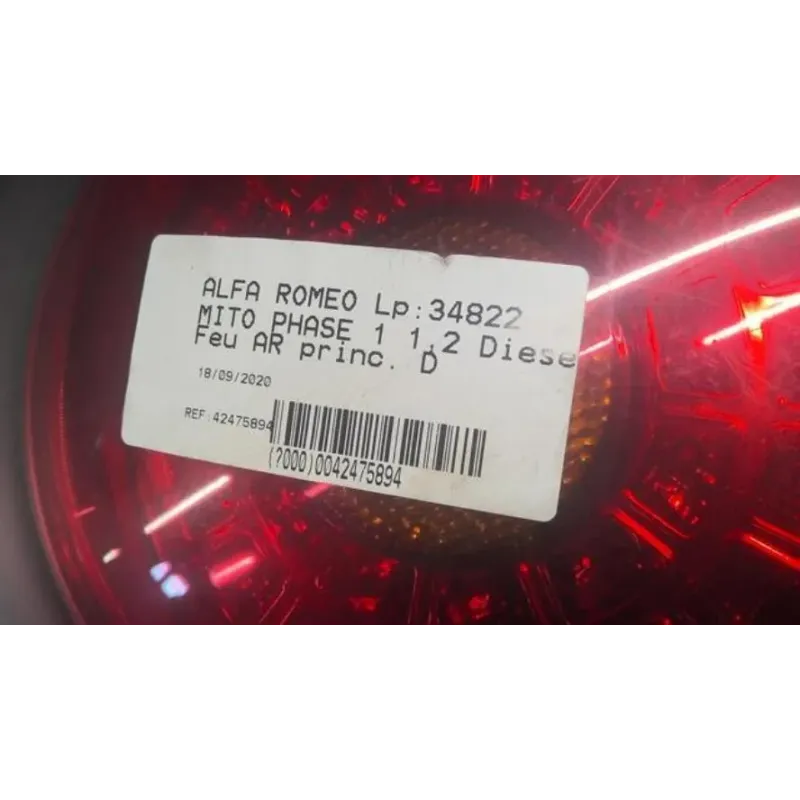 ALFA ROMEO Lp:34822
MITO PHASE 1 1,2 Diese
Feu AR princ. D
18/09/2020
REF:42475894
(?000)0042475894